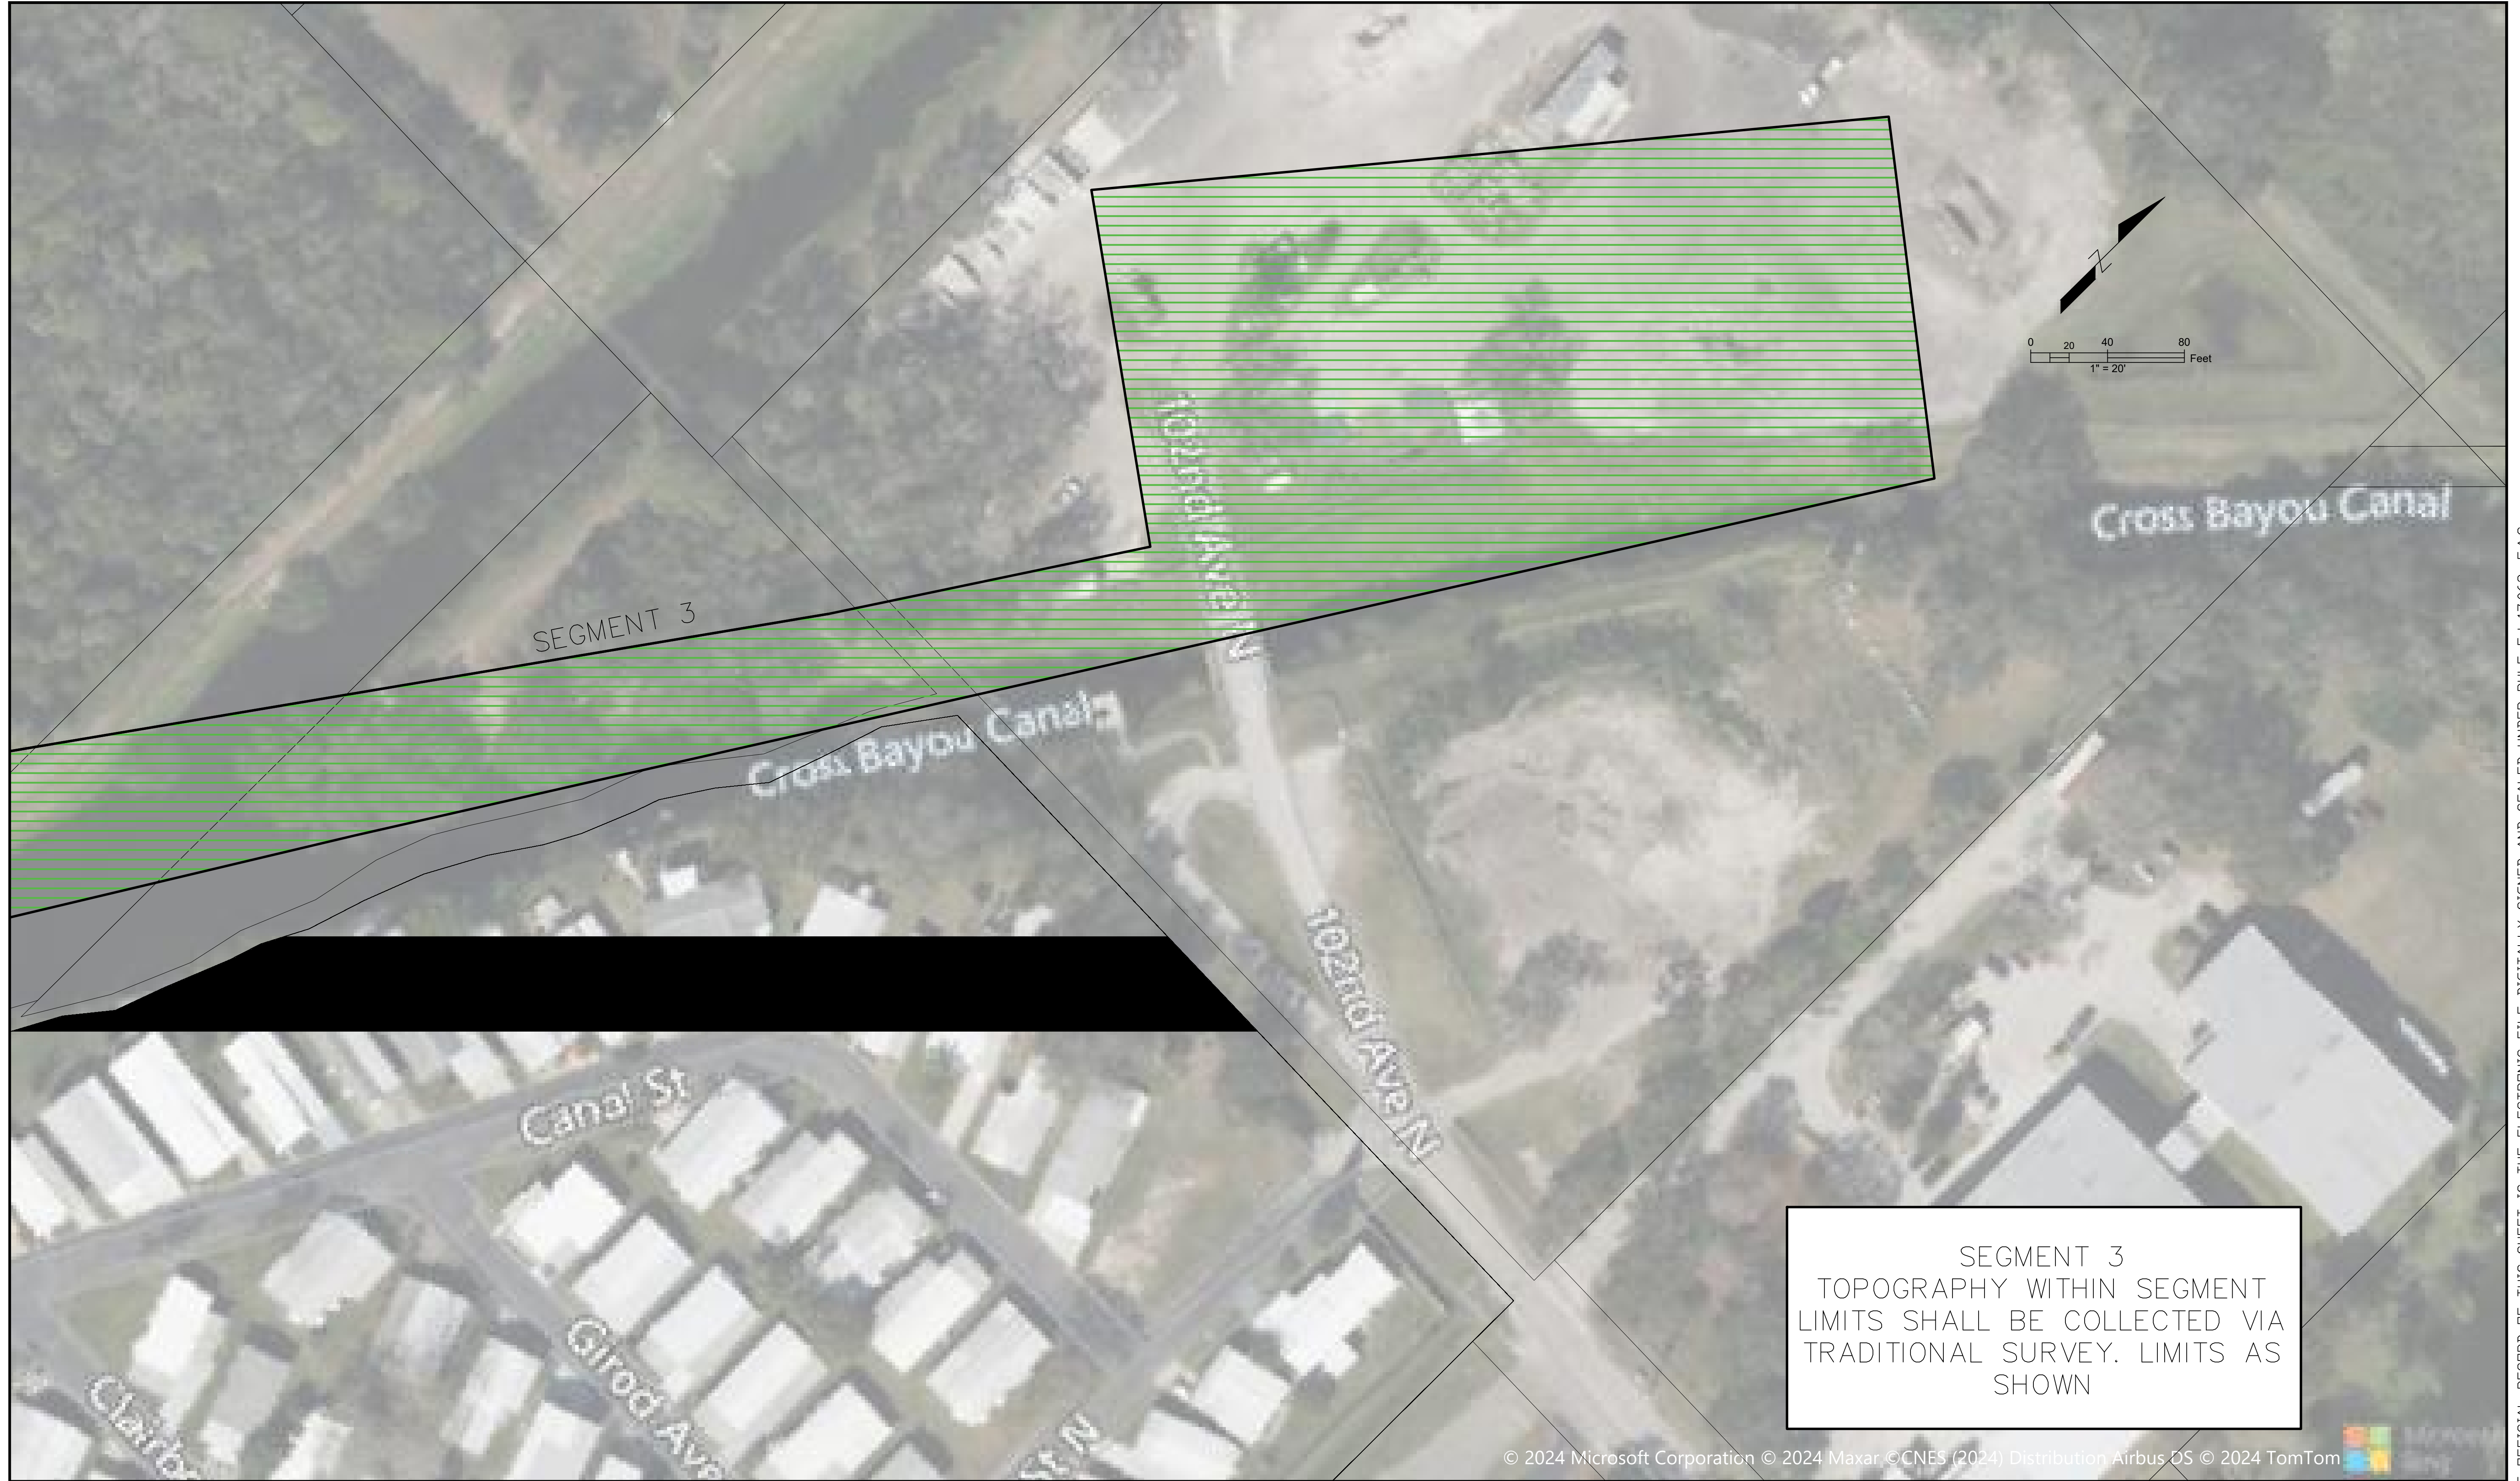 N
0 20 40 80
Feet
1" = 20'
102nd Ave N
Cross Bayou Canal
SEGMENT 3
Cross Bayou Canal
102nd Ave N
Canal St
Girod Ave
SEGMENT 3
TOPOGRAPHY WITHIN SEGMENT
LIMITS SHALL BE COLLECTED VIA
TRADITIONAL SURVEY. LIMITS AS
SHOWN
© 2024 Microsoft Corporation © 2024 Maxar ©CNES (2024) Distribution Airbus DS © 2024 TomTom